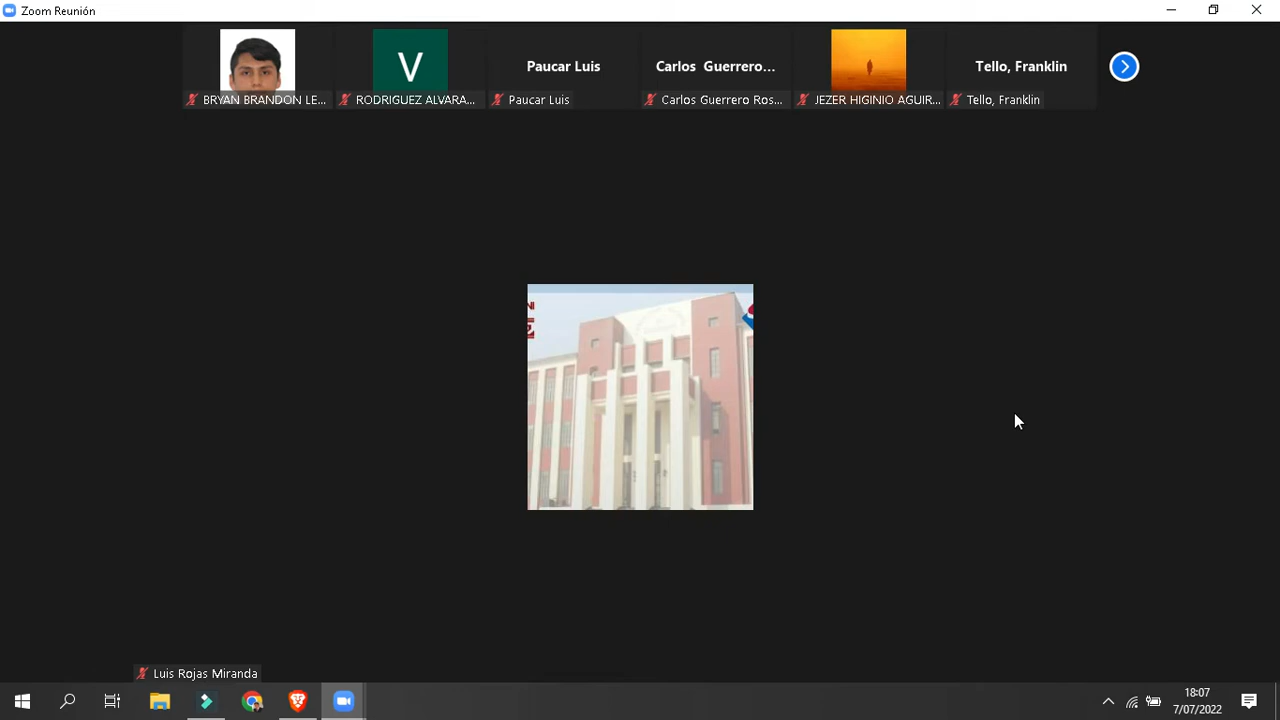 Zoom Reunión
V
Paucar Luis
Carlos Guerrero...
Tello, Franklin
BRYAN BRANDON LE...
RODRIGUEZ ALVARA...
Paucar Luis
Carlos Guerrero Ros...
JEZER HIGINIO AGUIR...
Tello, Franklin
Luis Rojas Miranda
18:07
7/07/2022